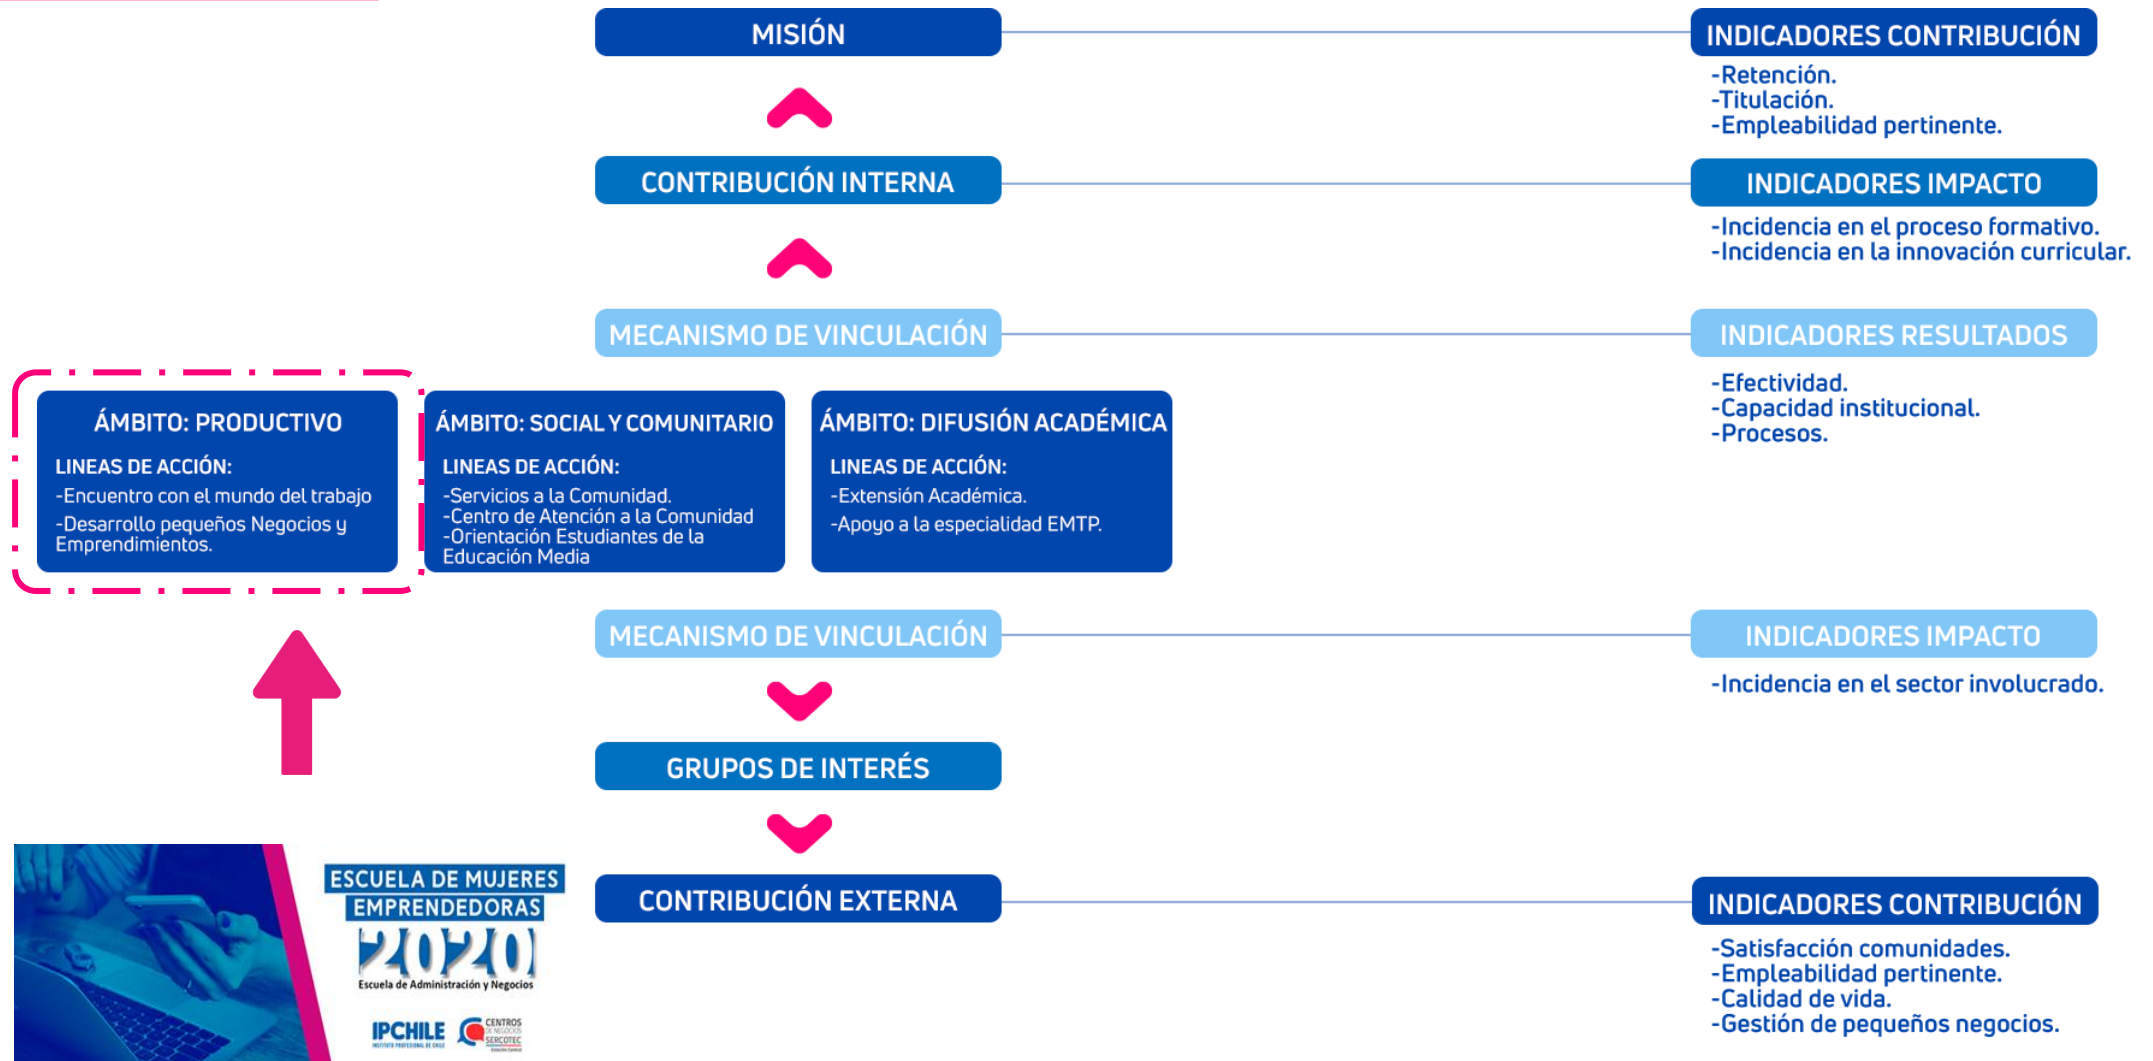 MISIÓN
INDICADORES CONTRIBUCIÓN
-Retención.
-Titulación.
-Empleabilidad pertinente.
CONTRIBUCIÓN INTERNA
INDICADORES IMPACTO
-Incidencia en el proceso formativo.
-Incidencia en la innovación curricular.
MECANISMO DE VINCULACIÓN
INDICADORES RESULTADOS
-Efectividad.
-Capacidad institucional.
-Procesos.
ÁMBITO: PRODUCTIVO
LINEAS DE ACCIÓN:
-Encuentro con el mundo del trabajo
-Desarrollo pequeños Negocios y
Emprendimientos.
ÁMBITO: SOCIAL Y COMUNITARIO
LINEAS DE ACCIÓN:
-Servicios a la Comunidad.
-Centro de Atención a la Comunidad
-Orientación Estudiantes de la
Educación Media
ÁMBITO: DIFUSIÓN ACADÉMICA
LINEAS DE ACCIÓN:
-Extensión Académica.
-Apoyo a la especialidad EMTP.
MECANISMO DE VINCULACIÓN
INDICADORES IMPACTO
-Incidencia en el sector involucrado.
GRUPOS DE INTERÉS
CONTRIBUCIÓN EXTERNA
INDICADORES CONTRIBUCIÓN
-Satisfacción comunidades.
-Empleabilidad pertinente.
-Calidad de vida.
-Gestión de pequeños negocios.
ESCUELA DE MUJERES
EMPRENDEDORAS
2020
Escuela de Administración y Negocios
IPCHILE
INSTITUTO PROFESIONAL DE CHILE
CENTROS
DE NEGOCIOS
SERCOTEC